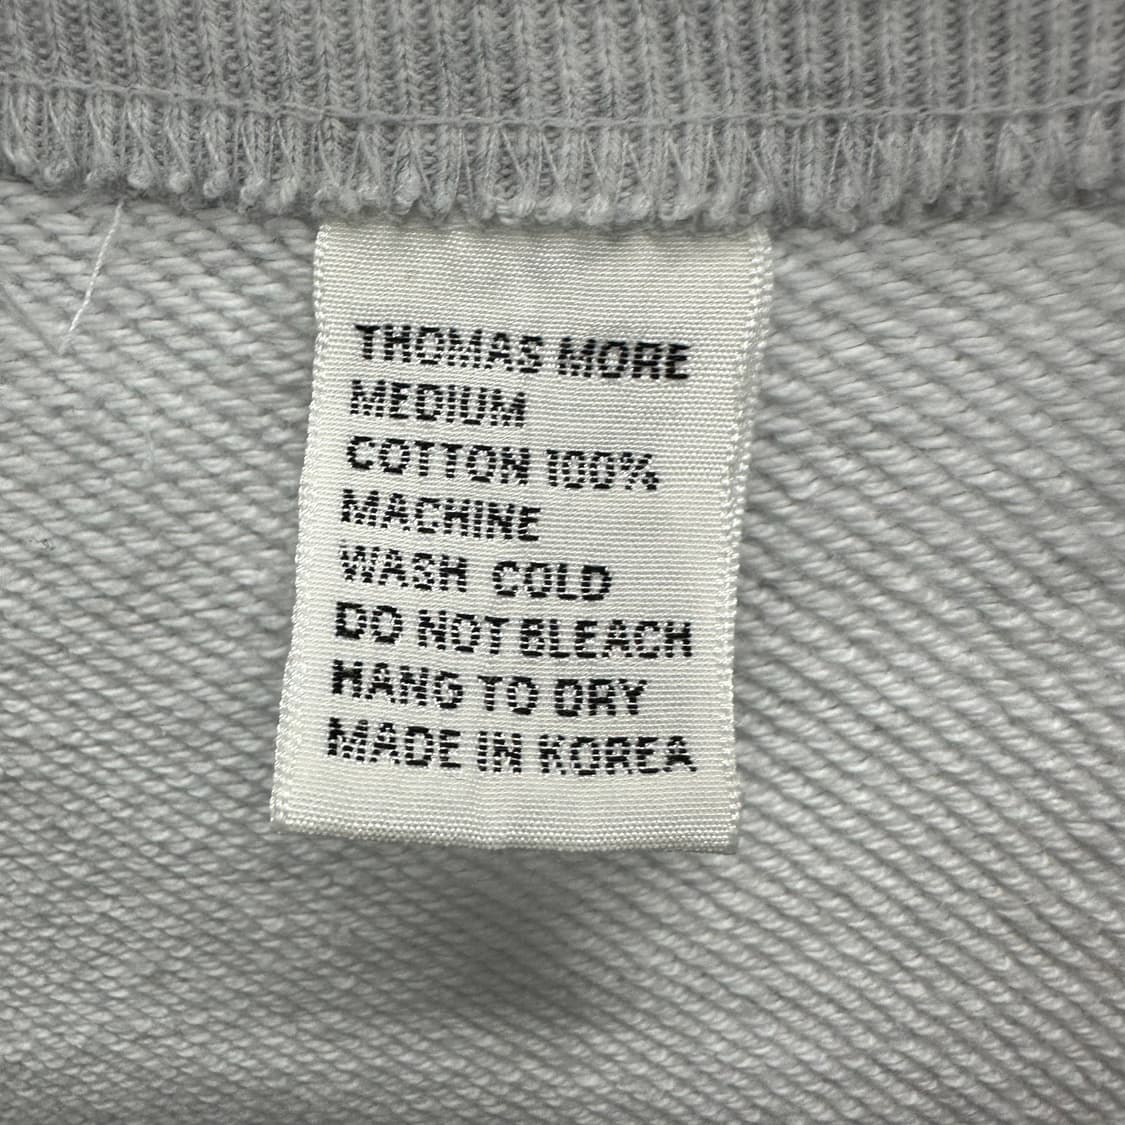 THOMAS MORE
MEDIUM
COTTON 100%
MACHINE
WASH COLD
DO NOT BLEACH
HANG TO DRY
MADE IN KOREA